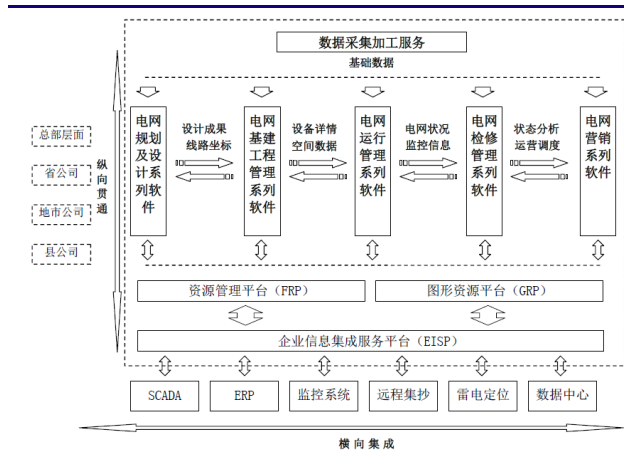 数据采集加工服务
基础数据
电网规划及设计系列软件
设计成果
线路坐标
电网基建工程管理系列软件
设备详情
空间数据
电网运行管理系列软件
电网状况
监控信息
电网检修管理系列软件
状态分析
运营调度
电网营销系列软件
总部层面
省公司
地市公司
县公司
纵向贯通
资源管理平台（FRP）
图形资源平台（GRP）
企业信息集成服务平台（EISP）
SCADA
ERP
监控系统
远程集抄
雷电定位
数据中心
横向集成